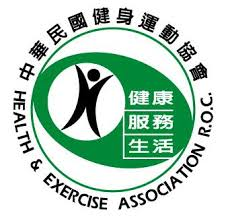 中華民國健身運動協會
健康
服務
生活
HEALTH & EXERCISE ASSOCIATION R.O.C.